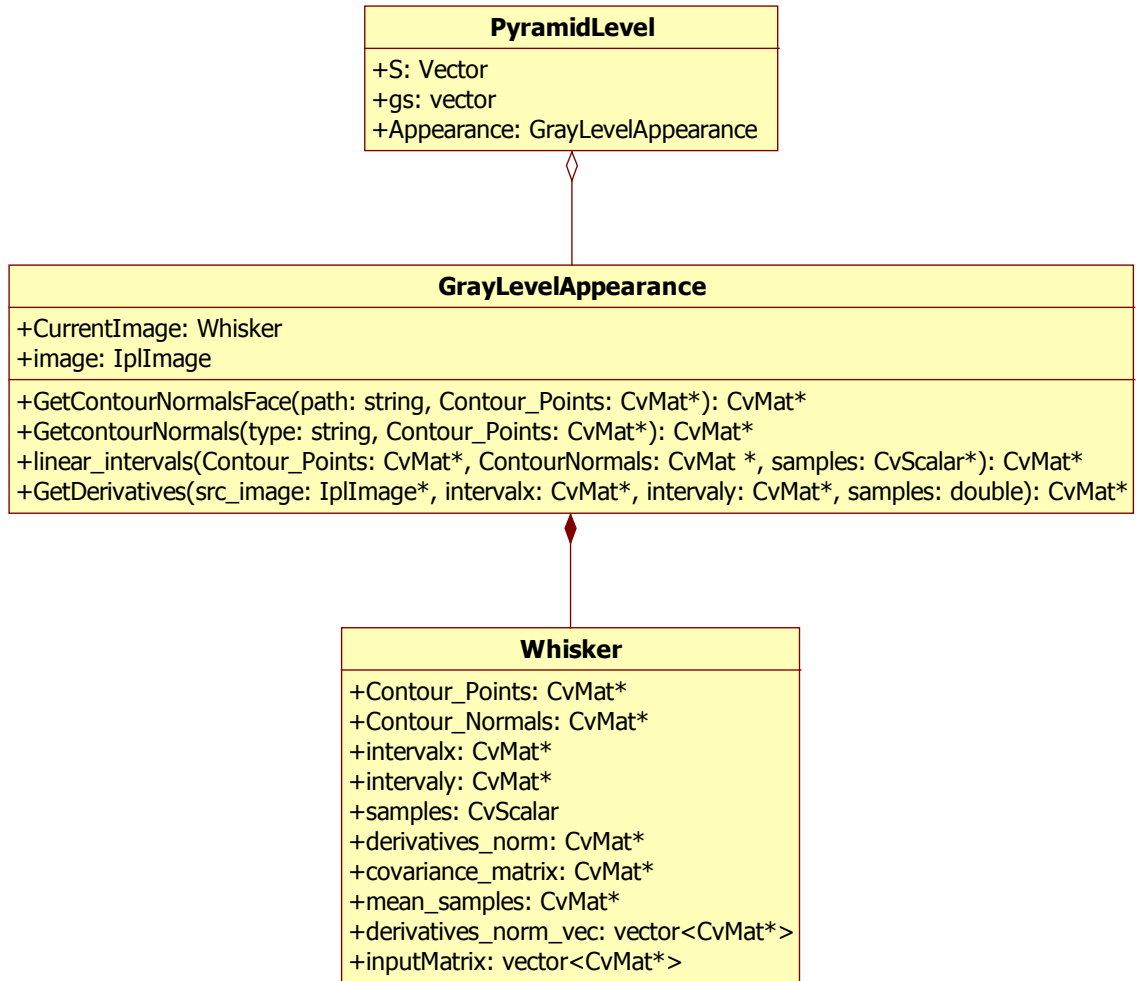 PyramidLevel
+S: Vector
+gs: vector
+Appearance: GrayLevelAppearance
GrayLevelAppearance
+CurrentImage: Whisker
+image: IplImage
+GetContourNormalsFace(path: string, Contour_Points: CvMat*): CvMat*
+GetcontourNormals(type: string, Contour_Points: CvMat*): CvMat*
+linear_intervals(Contour_Points: CvMat*, ContourNormals: CvMat *, samples: CvScalar*): CvMat*
+GetDerivatives(src_image: IplImage*, intervalx: CvMat*, intervaly: CvMat*, samples: double): CvMat*
Whisker
+Contour_Points: CvMat*
+Contour_Normals: CvMat*
+intervalx: CvMat*
+intervaly: CvMat*
+samples: CvScalar
+derivatives_norm: CvMat*
+covariance_matrix: CvMat*
+mean_samples: CvMat*
+derivatives_norm_vec: vector<CvMat*>
+inputMatrix: vector<CvMat*>